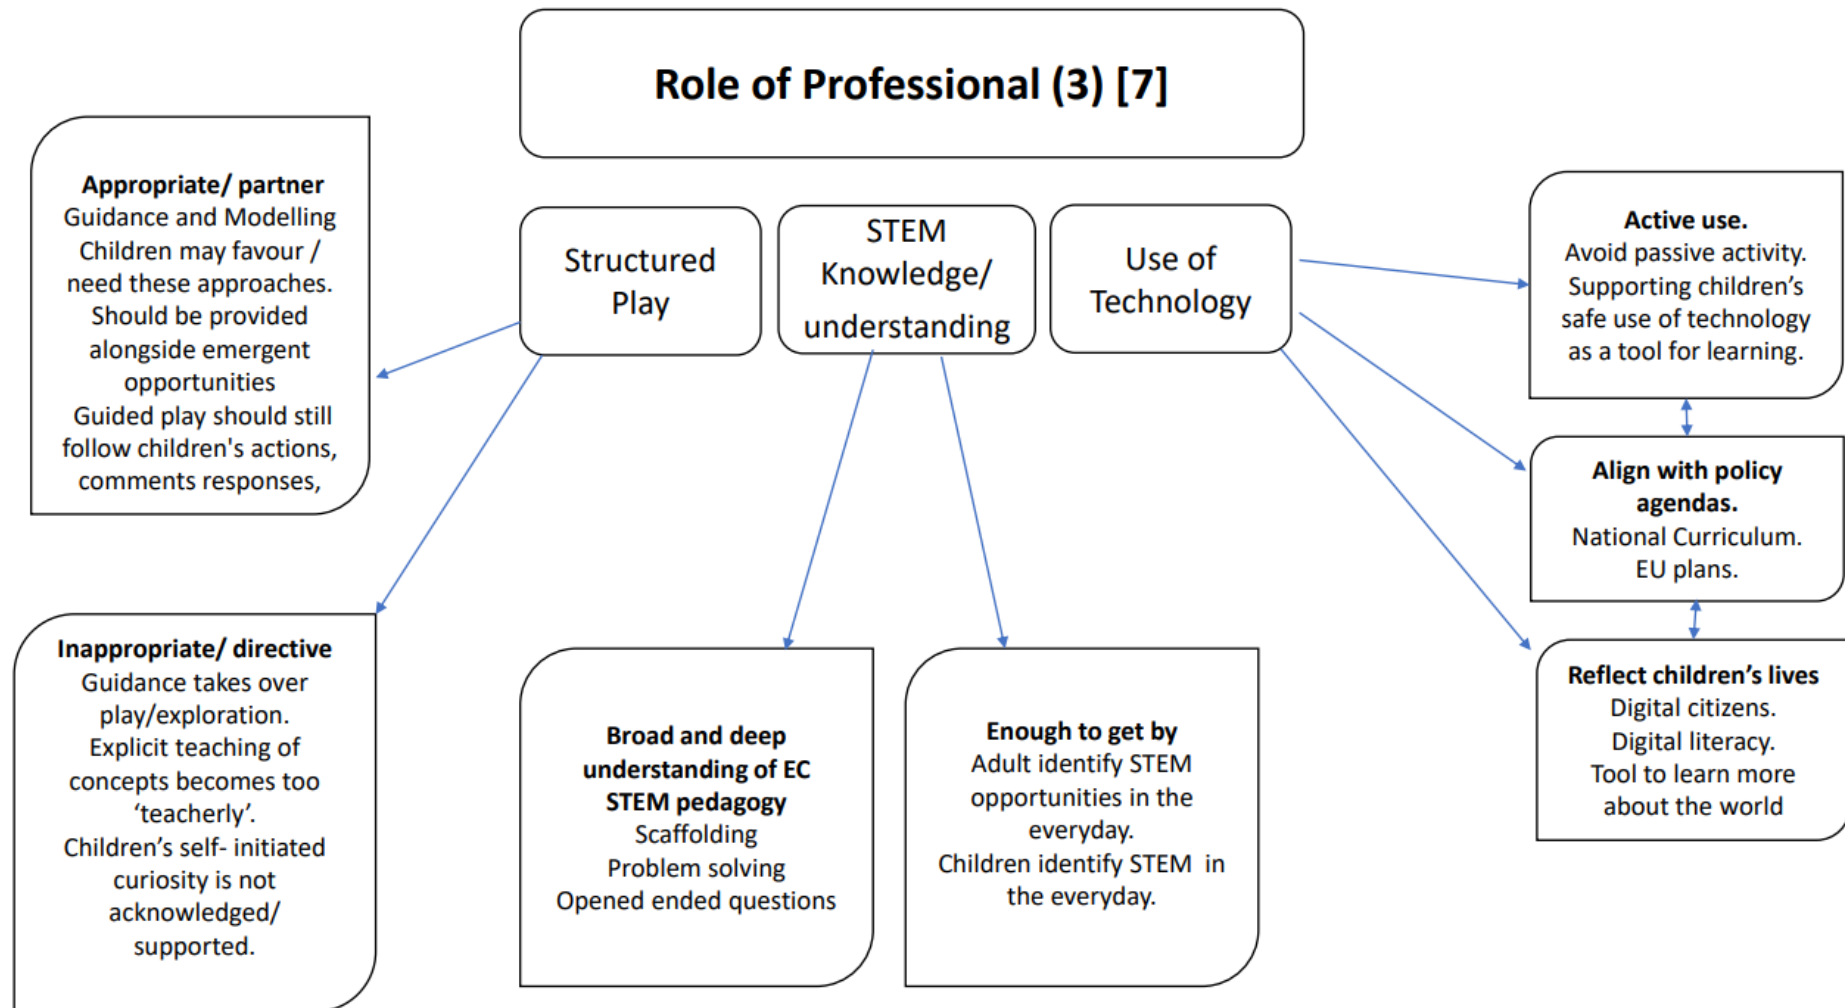 Role of Professional (3) [7]
Appropriate/ partner
Guidance and Modelling
Children may favour /
need these approaches.
Should be provided
alongside emergent
opportunities
Guided play should still
follow children's actions,
comments responses,
Structured
Play
STEM
Knowledge/
understanding
Use of
Technology
Active use.
Avoid passive activity.
Supporting children’s
safe use of technology
as a tool for learning.
Align with policy
agendas.
National Curriculum.
EU plans.
Inappropriate/ directive
Guidance takes over
play/exploration.
Explicit teaching of
concepts becomes too
‘teacherly’.
Children’s self- initiated
curiosity is not
acknowledged/
supported.
Broad and deep
understanding of EC
STEM pedagogy
Scaffolding
Problem solving
Opened ended questions
Enough to get by
Adult identify STEM
opportunities in the
everyday.
Children identify STEM  in
the everyday.
Reflect children’s lives
Digital citizens.
Digital literacy.
Tool to learn more
about the world